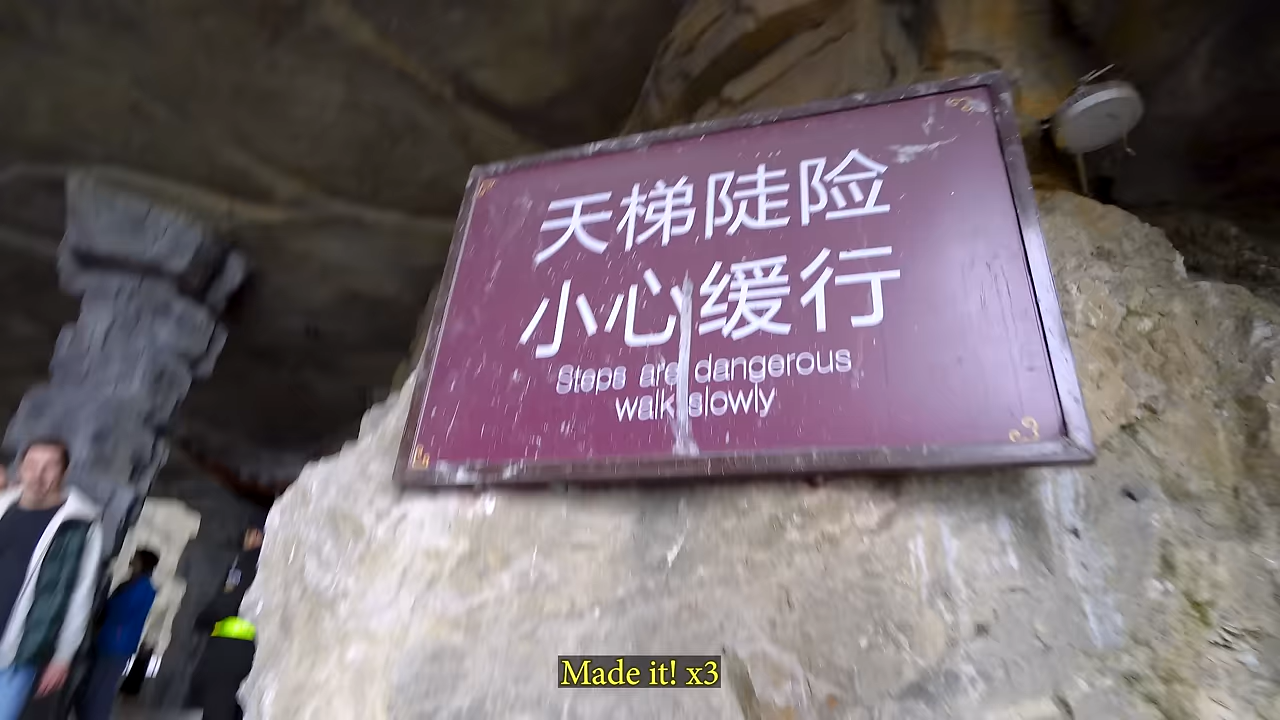 天梯陡险
小心缓行
Steps are dangerous
walk slowly
Made it! x3